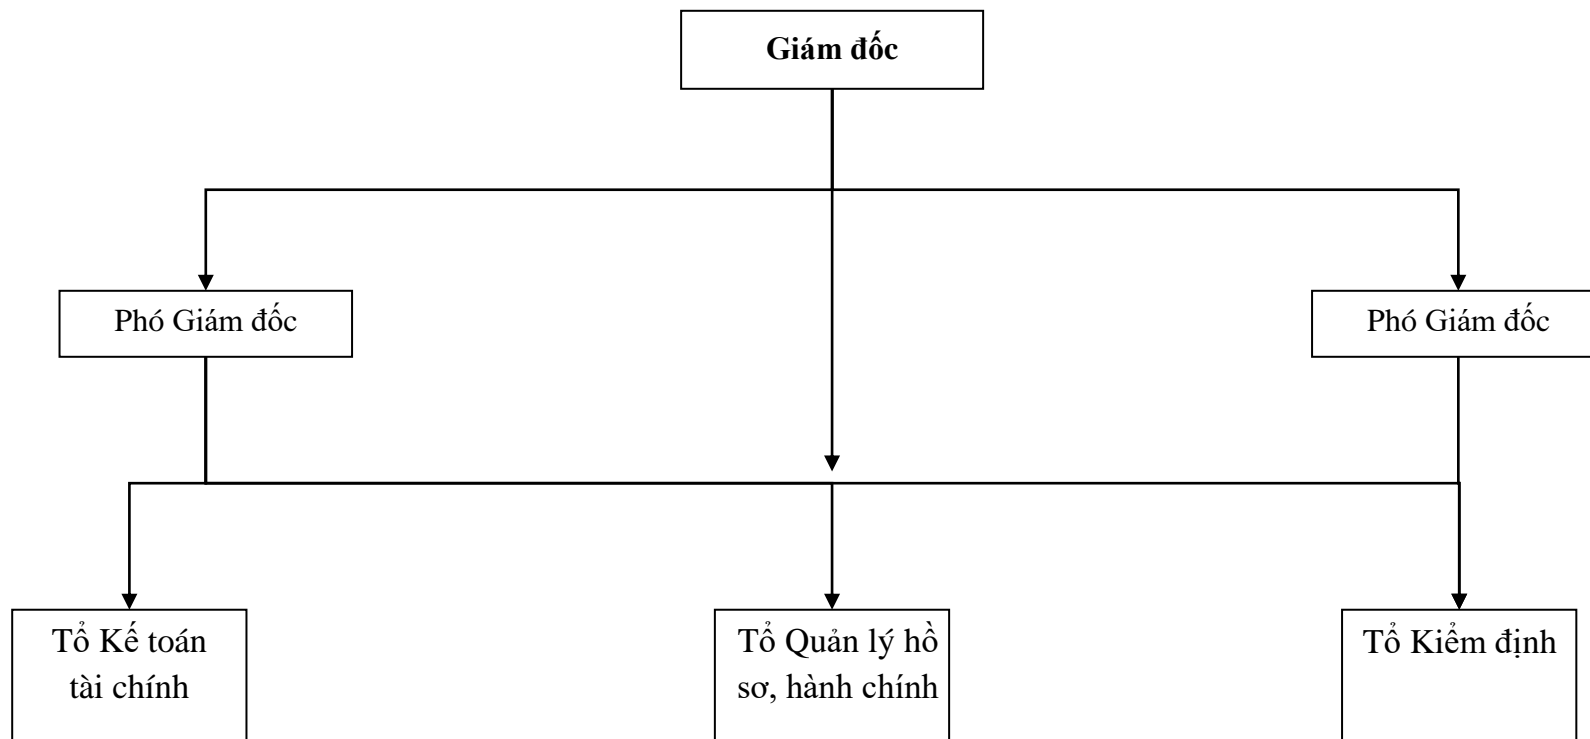 Giám đốc
Phó Giám đốc
Phó Giám đốc
Tổ Kế toán
tài chính
Tổ Quản lý hồ
sơ, hành chính
Tổ Kiểm định